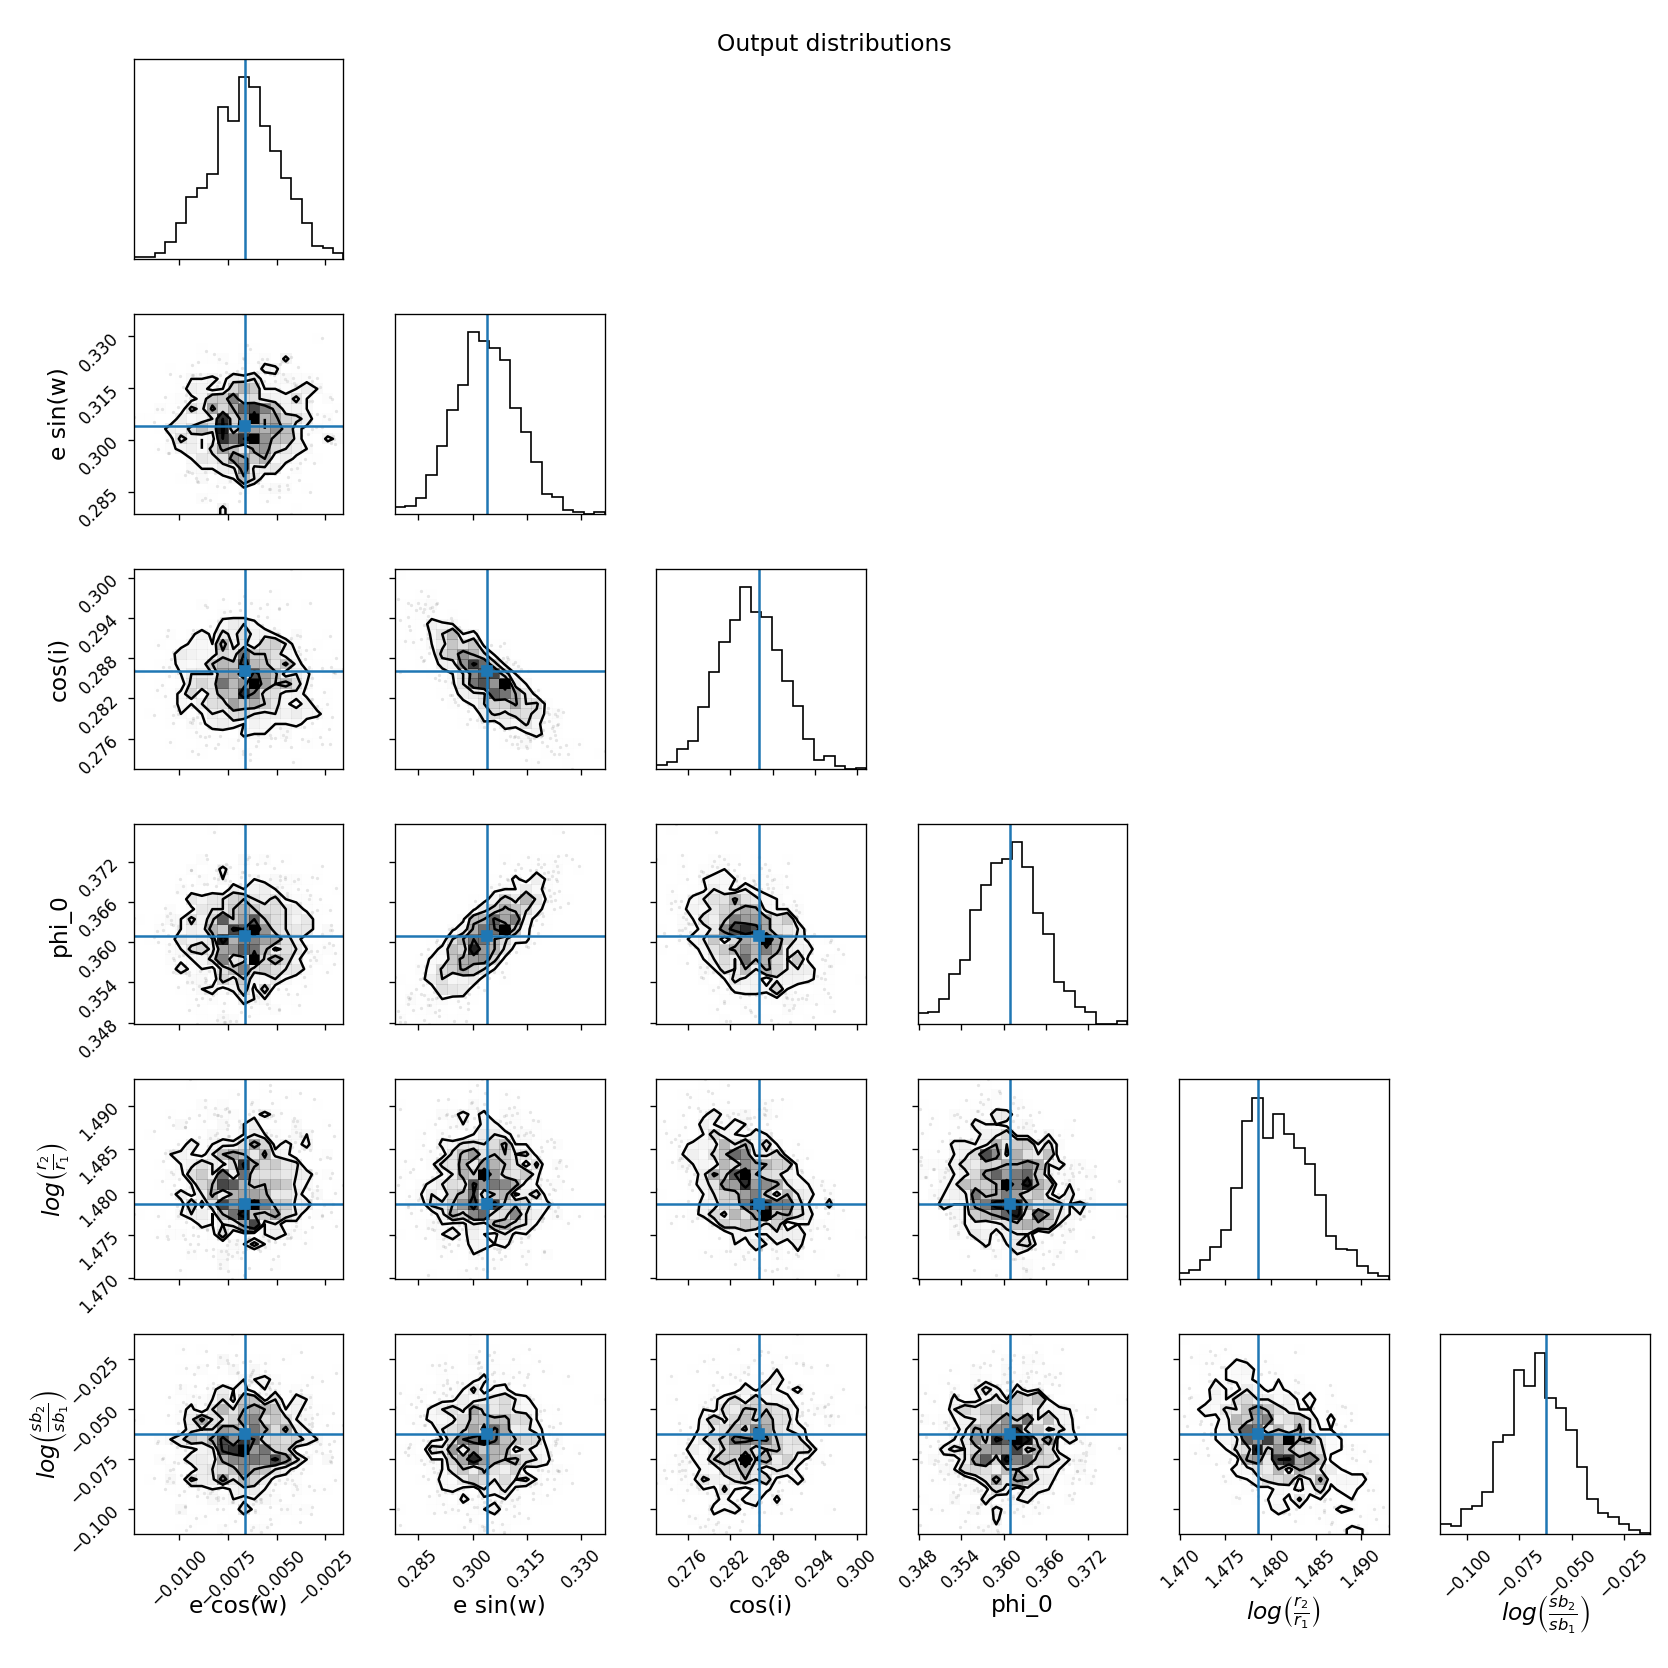 Output distributions
e sin(w)
0.330
0.315
0.300
0.285
cos(i)
0.300
0.294
0.288
0.282
0.276
phi_0
0.372
0.366
0.360
0.354
0.348
log(r₂/r₁)
1.490
1.485
1.480
1.475
1.470
log(sb₂/sb₁)
−0.025
−0.050
−0.075
−0.100
−0.0100 −0.0075 −0.0050 −0.0025
0.285 0.300 0.315 0.330
0.276 0.282 0.288 0.294 0.300
0.348 0.354 0.360 0.366 0.372
1.470 1.475 1.480 1.485 1.490
−0.100 −0.075 −0.050 −0.025
e cos(w)
e sin(w)
cos(i)
phi_0
log(r₂/r₁)
log(sb₂/sb₁)